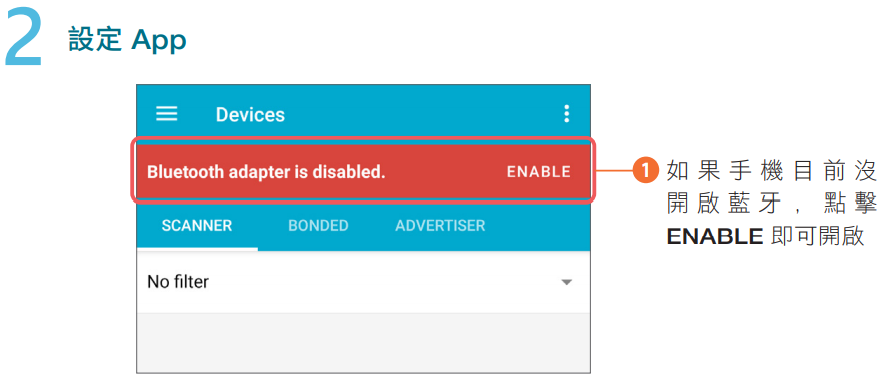 2 設定 App
Devices
Bluetooth adapter is disabled. ENABLE
SCANNER BONDED ADVERTISER
No filter
1 如果手機目前沒
開啟藍牙，點擊
ENABLE 即可開啟